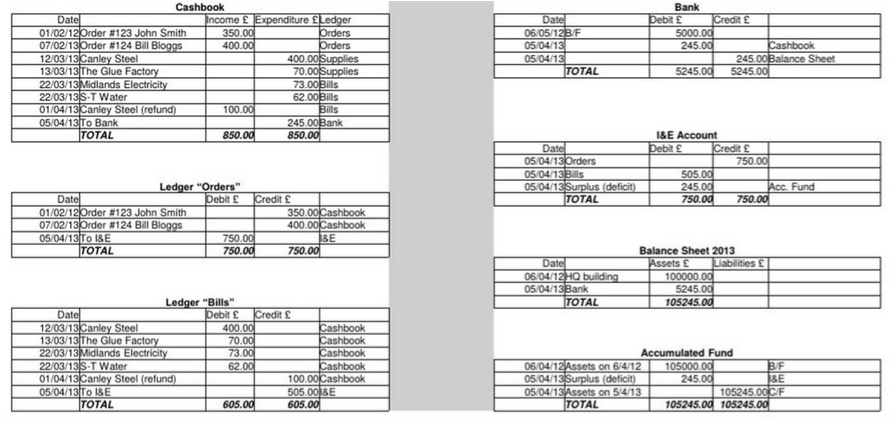 Cashbook
Date Income £ Expenditure £ Ledger
01/02/12 Order #123 John Smith 350.00 Orders
07/02/13 Order #124 Bill Bloggs 400.00 Orders
12/03/13 Canley Steel 400.00 Supplies
13/03/13 The Glue Factory 70.00 Supplies
22/03/13 Midlands Electricity 73.00 Bills
22/03/13 S-T Water 62.00 Bills
01/04/13 Canley Steel (refund) 100.00 Bills
05/04/13 To Bank 245.00 Bank
TOTAL 850.00 850.00
Ledger "Orders"
Date Debit £ Credit £
01/02/12 Order #123 John Smith 350.00 Cashbook
07/02/13 Order #124 Bill Bloggs 400.00 Cashbook
05/04/13 To I&E 750.00 I&E
TOTAL 750.00 750.00
Ledger "Bills"
Date Debit £ Credit £
12/03/13 Canley Steel 400.00 Cashbook
13/03/13 The Glue Factory 70.00 Cashbook
22/03/13 Midlands Electricity 73.00 Cashbook
22/03/13 S-T Water 62.00 Cashbook
01/04/13 Canley Steel (refund) 100.00 Cashbook
05/04/13 To I&E 505.00 I&E
TOTAL 605.00 605.00
Bank
Date Debit £ Credit £
06/05/12 B/F 5000.00
05/04/13 245.00 Cashbook
05/04/13 245.00 Balance Sheet
TOTAL 5245.00 5245.00
I&E Account
Date Debit £ Credit £
05/04/13 Orders 750.00
05/04/13 Bills 505.00
05/04/13 Surplus (deficit) 245.00 Acc. Fund
TOTAL 750.00 750.00
Balance Sheet 2013
Date Assets £ Liabilities £
06/04/12 HQ building 100000.00
05/04/13 Bank 5245.00
TOTAL 105245.00
Accumulated Fund
06/04/12 Assets on 6/4/12 105000.00 B/F
05/04/13 Surplus (deficit) 245.00 I&E
05/04/13 Assets on 5/4/13 105245.00 C/F
TOTAL 105245.00 105245.00